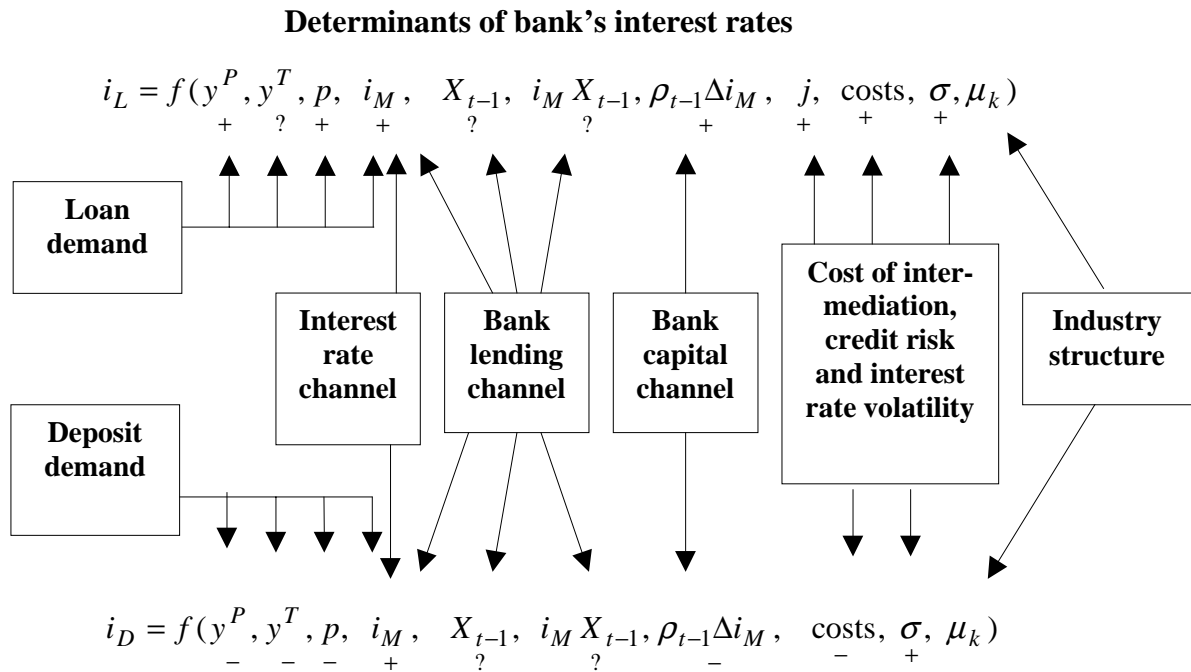 Determinants of bank’s interest rates
i_L = f(y^P, y^T, p, i_M, X_{t−1}, i_M X_{t−1}, ρ_{t−1}Δi_M, j, costs, σ, μ_k)
+ ? + + ? ? + + + +
Loan
demand
Interest
rate
channel
Bank
lending
channel
Bank
capital
channel
Cost of inter-
mediation,
credit risk
and interest
rate volatility
Industry
structure
Deposit
demand
i_D = f(y^P, y^T, p, i_M, X_{t−1}, i_M X_{t−1}, ρ_{t−1}Δi_M, costs, σ, μ_k)
− − − + ? ? − − +